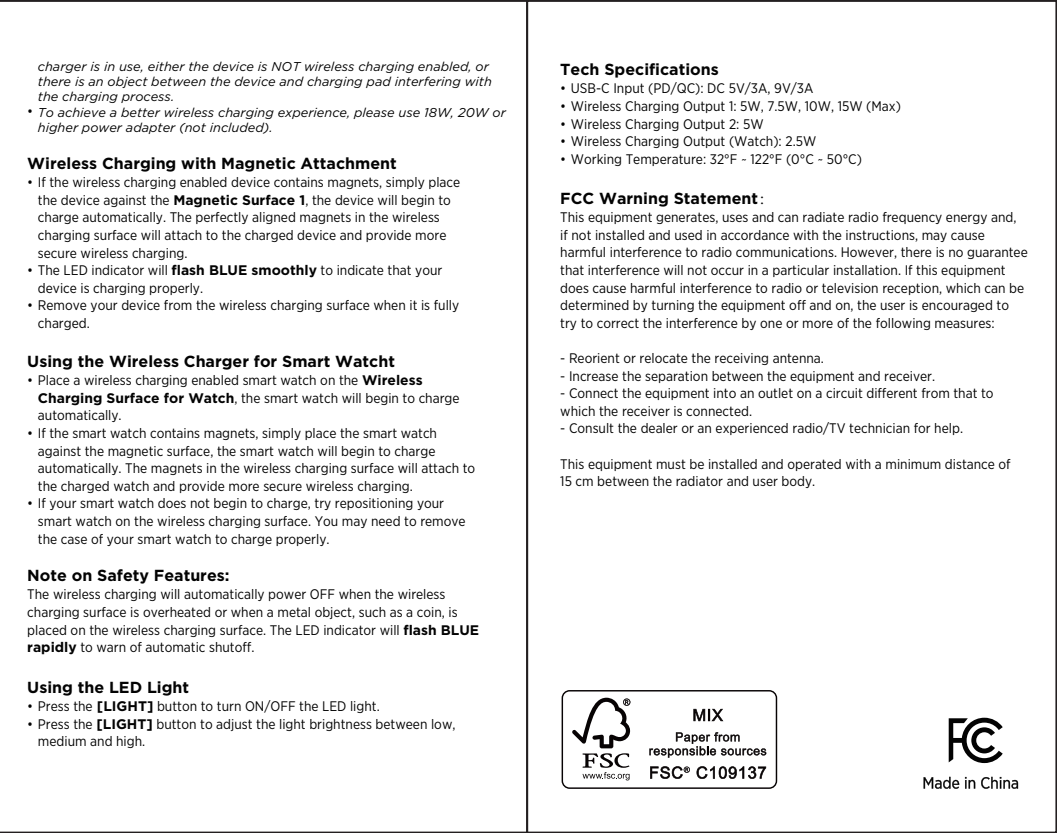 charger is in use, either the device is NOT wireless charging enabled, or
there is an object between the device and charging pad interfering with
the charging process.
• To achieve a better wireless charging experience, please use 18W, 20W or
higher power adapter (not included).
Wireless Charging with Magnetic Attachment
• If the wireless charging enabled device contains magnets, simply place
the device against the Magnetic Surface 1, the device will begin to
charge automatically. The perfectly aligned magnets in the wireless
charging surface will attach to the charged device and provide more
secure wireless charging.
• The LED indicator will flash BLUE smoothly to indicate that your
device is charging properly.
• Remove your device from the wireless charging surface when it is fully
charged.
Using the Wireless Charger for Smart Watcht
• Place a wireless charging enabled smart watch on the Wireless
Charging Surface for Watch, the smart watch will begin to charge
automatically.
• If the smart watch contains magnets, simply place the smart watch
against the magnetic surface, the smart watch will begin to charge
automatically. The magnets in the wireless charging surface will attach to
the charged watch and provide more secure wireless charging.
• If your smart watch does not begin to charge, try repositioning your
smart watch on the wireless charging surface. You may need to remove
the case of your smart watch to charge properly.
Note on Safety Features:
The wireless charging will automatically power OFF when the wireless
charging surface is overheated or when a metal object, such as a coin, is
placed on the wireless charging surface. The LED indicator will flash BLUE
rapidly to warn of automatic shutoff.
Using the LED Light
• Press the [LIGHT] button to turn ON/OFF the LED light.
• Press the [LIGHT] button to adjust the light brightness between low,
medium and high.
Tech Specifications
• USB-C Input (PD/QC): DC 5V/3A, 9V/3A
• Wireless Charging Output 1: 5W, 7.5W, 10W, 15W (Max)
• Wireless Charging Output 2: 5W
• Wireless Charging Output (Watch): 2.5W
• Working Temperature: 32°F ~ 122°F (0°C ~ 50°C)
FCC Warning Statement:
This equipment generates, uses and can radiate radio frequency energy and,
if not installed and used in accordance with the instructions, may cause
harmful interference to radio communications. However, there is no guarantee
that interference will not occur in a particular installation. If this equipment
does cause harmful interference to radio or television reception, which can be
determined by turning the equipment off and on, the user is encouraged to
try to correct the interference by one or more of the following measures:
- Reorient or relocate the receiving antenna.
- Increase the separation between the equipment and receiver.
- Connect the equipment into an outlet on a circuit different from that to
which the receiver is connected.
- Consult the dealer or an experienced radio/TV technician for help.
This equipment must be installed and operated with a minimum distance of
15 cm between the radiator and user body.
®
FSC
www.fsc.org
MIX
Paper from
responsible sources
FSC® C109137
FC
Made in China